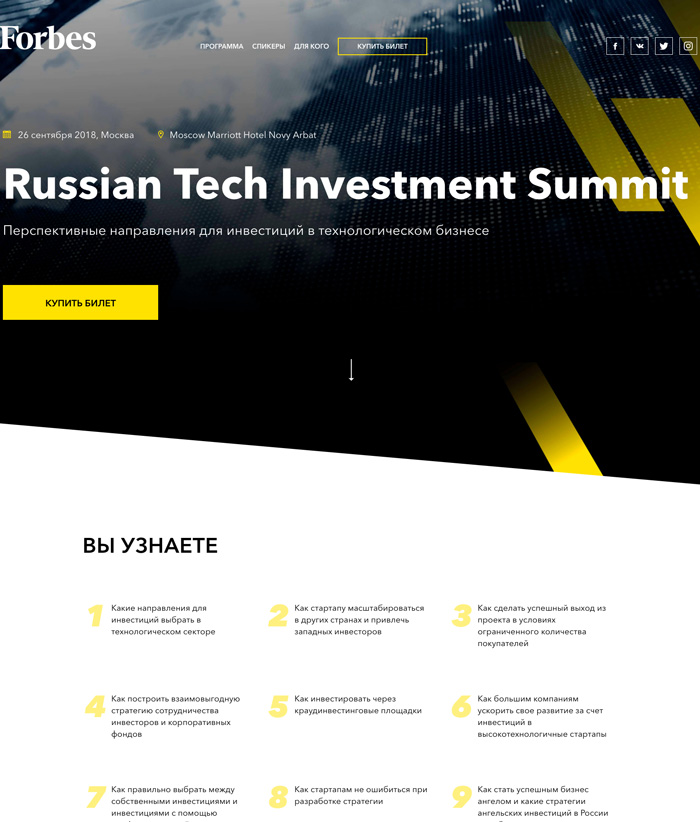 Forbes
ПРОГРАММА СПИКЕРЫ ДЛЯ КОГО КУПИТЬ БИЛЕТ
26 сентября 2018, Москва Moscow Marriott Hotel Novy Arbat
Russian Tech Investment Summit
Перспективные направления для инвестиций в технологическом бизнесе
КУПИТЬ БИЛЕТ
ВЫ УЗНАЕТЕ
1
Какие направления для
инвестиций выбрать в
технологическом секторе
2
Как стартапу масштабироваться
в других странах и привлечь
западных инвесторов
3
Как сделать успешный выход из
проекта в условиях
ограниченного количества
покупателей
4
Как построить взаимовыгодную
стратегию сотрудничества
инвесторов и корпоративных
фондов
5
Как инвестировать через
краудинвестинговые площадки
6
Как большим компаниям
ускорить свое развитие за счет
инвестиций в
высокотехнологичные стартапы
7
Как правильно выбрать между
собственными инвестициями и
инвестициями с помощью
8
Как стартапам не ошибиться при
разработке стратегии
9
Как стать успешным бизнес
ангелом и какие стратегии
ангельских инвестиций в России